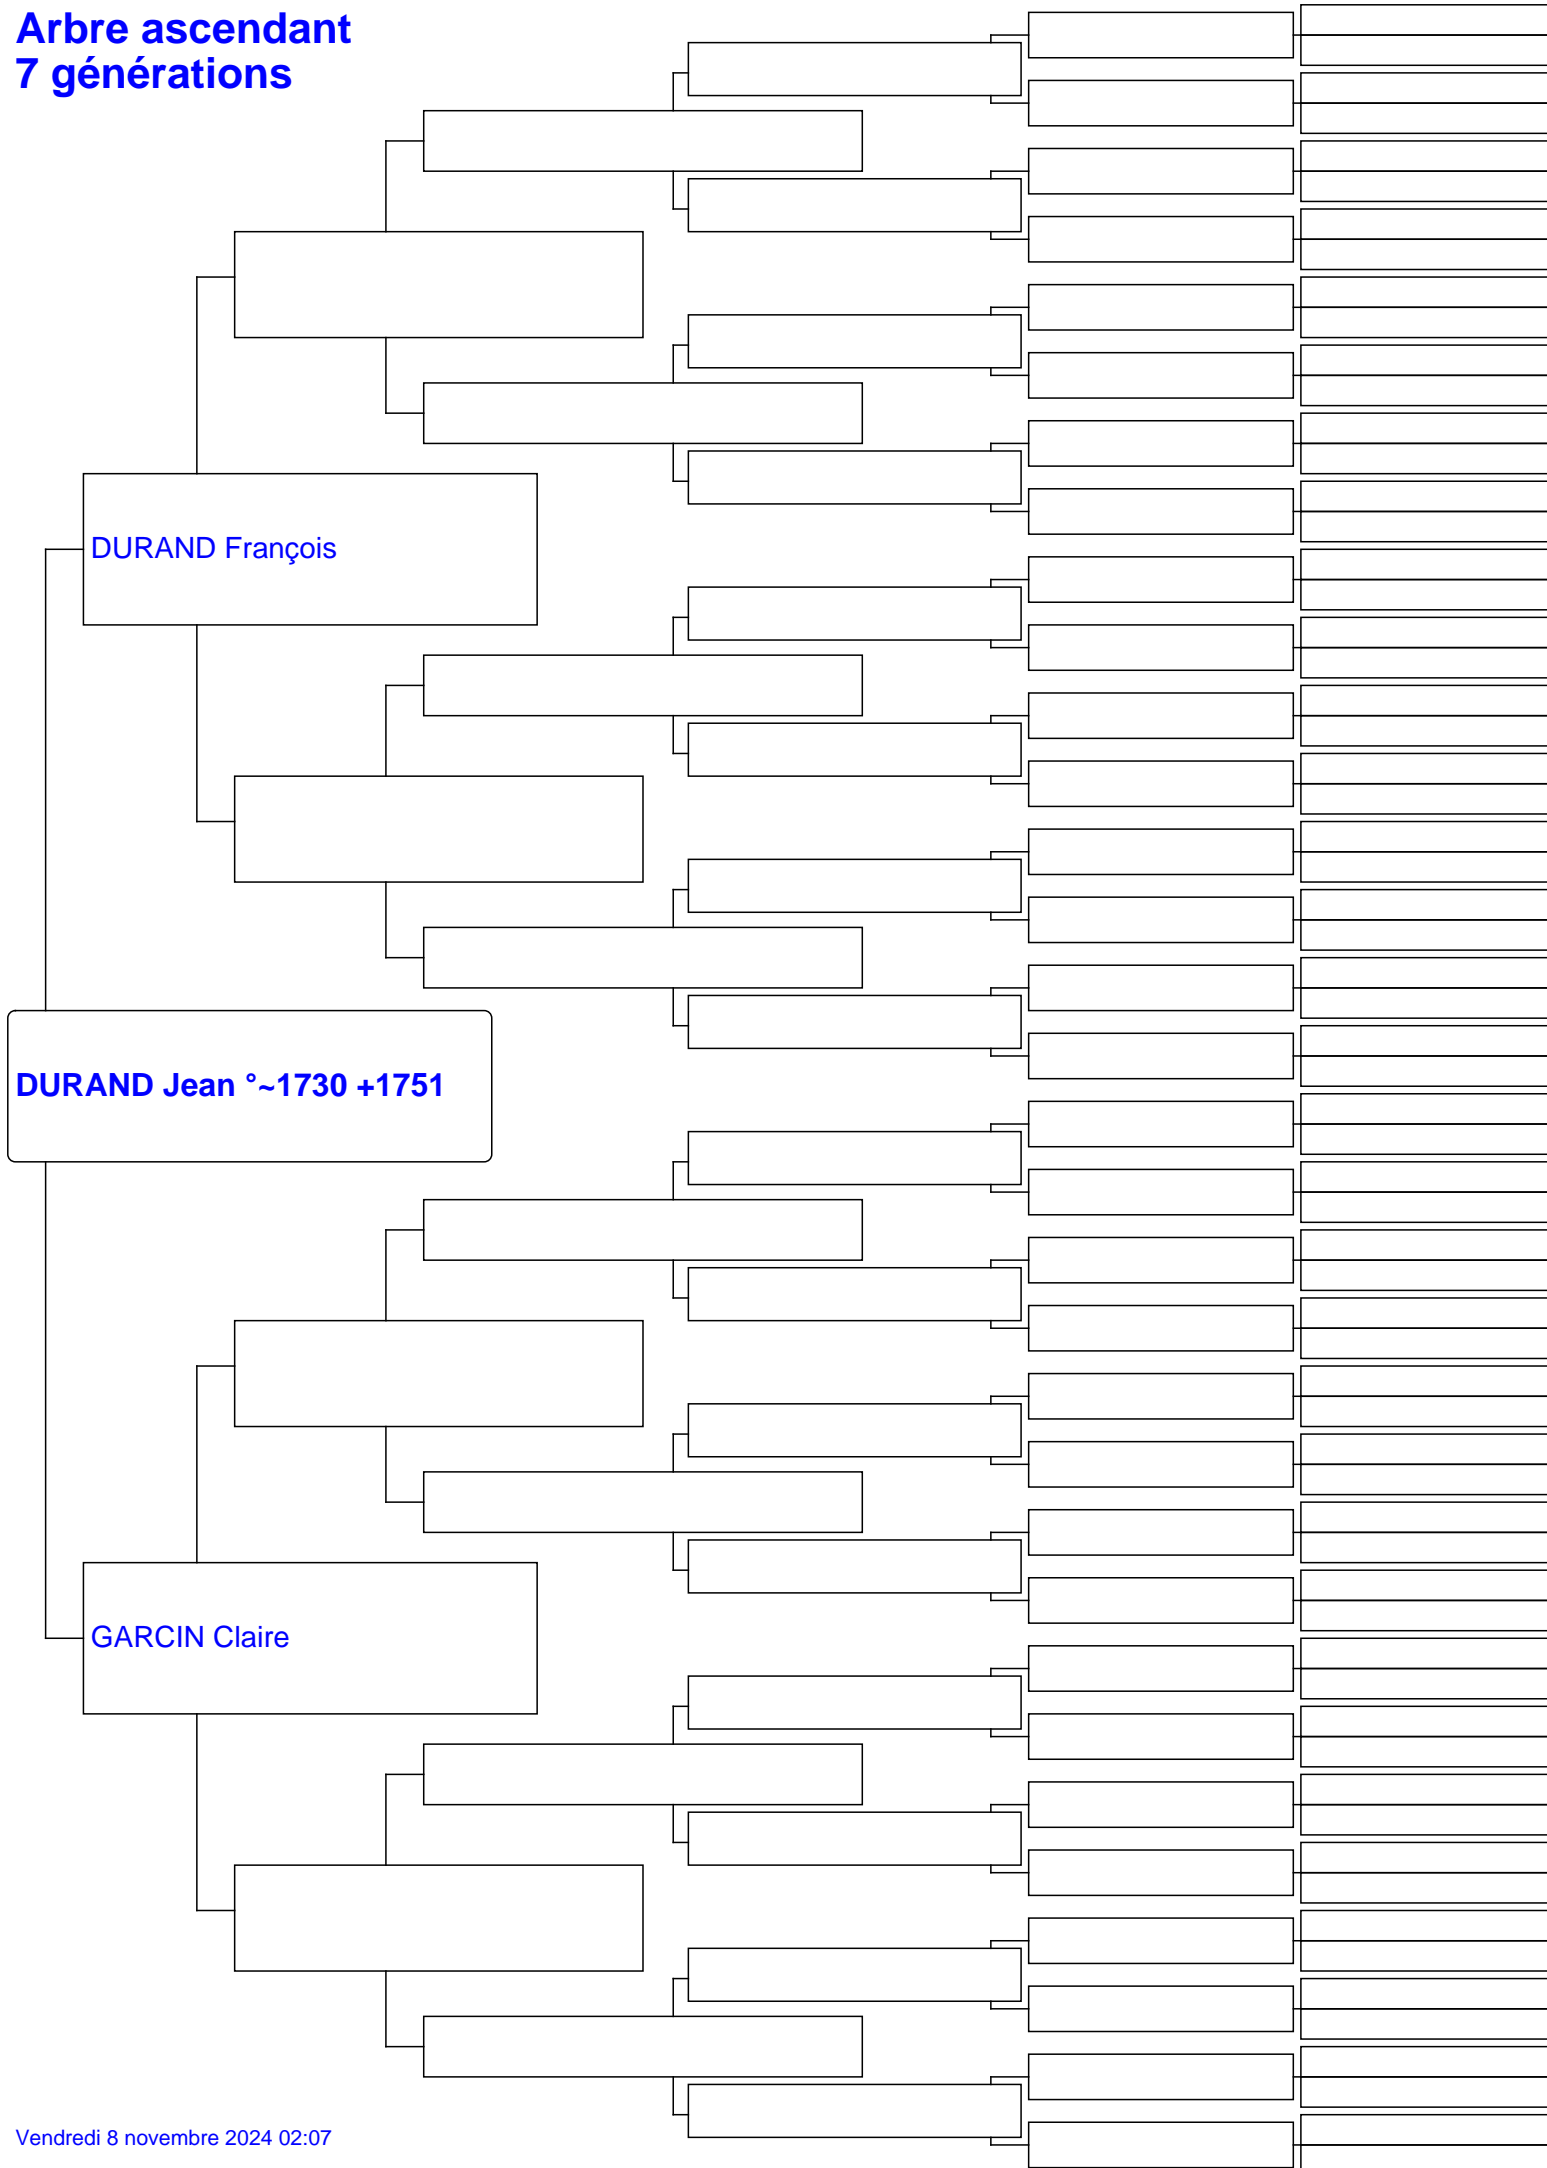 Arbre ascendant
7 générations
DURAND François
DURAND Jean °~1730 +1751
GARCIN Claire
Vendredi 8 novembre 2024 02:07